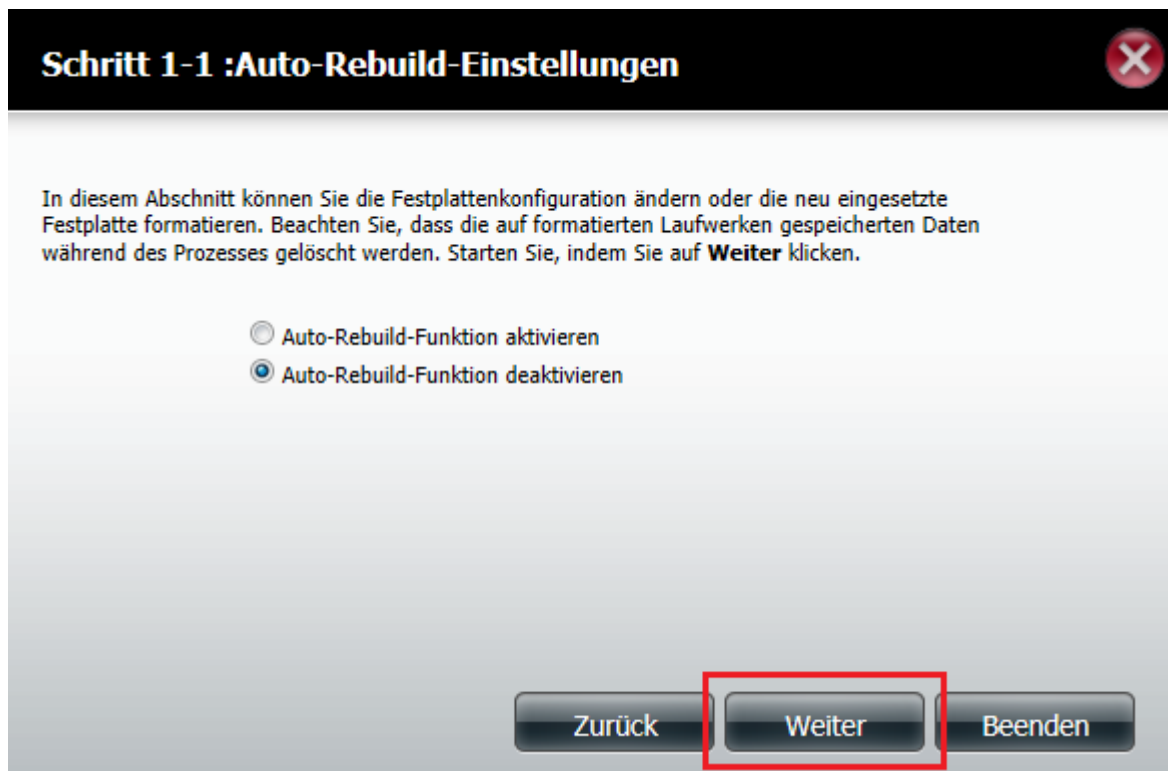 Schritt 1-1 :Auto-Rebuild-Einstellungen
In diesem Abschnitt können Sie die Festplattenkonfiguration ändern oder die neu eingesetzte
Festplatte formatieren. Beachten Sie, dass die auf formatierten Laufwerken gespeicherten Daten
während des Prozesses gelöscht werden. Starten Sie, indem Sie auf Weiter klicken.
Auto-Rebuild-Funktion aktivieren
Auto-Rebuild-Funktion deaktivieren
Zurück Weiter Beenden